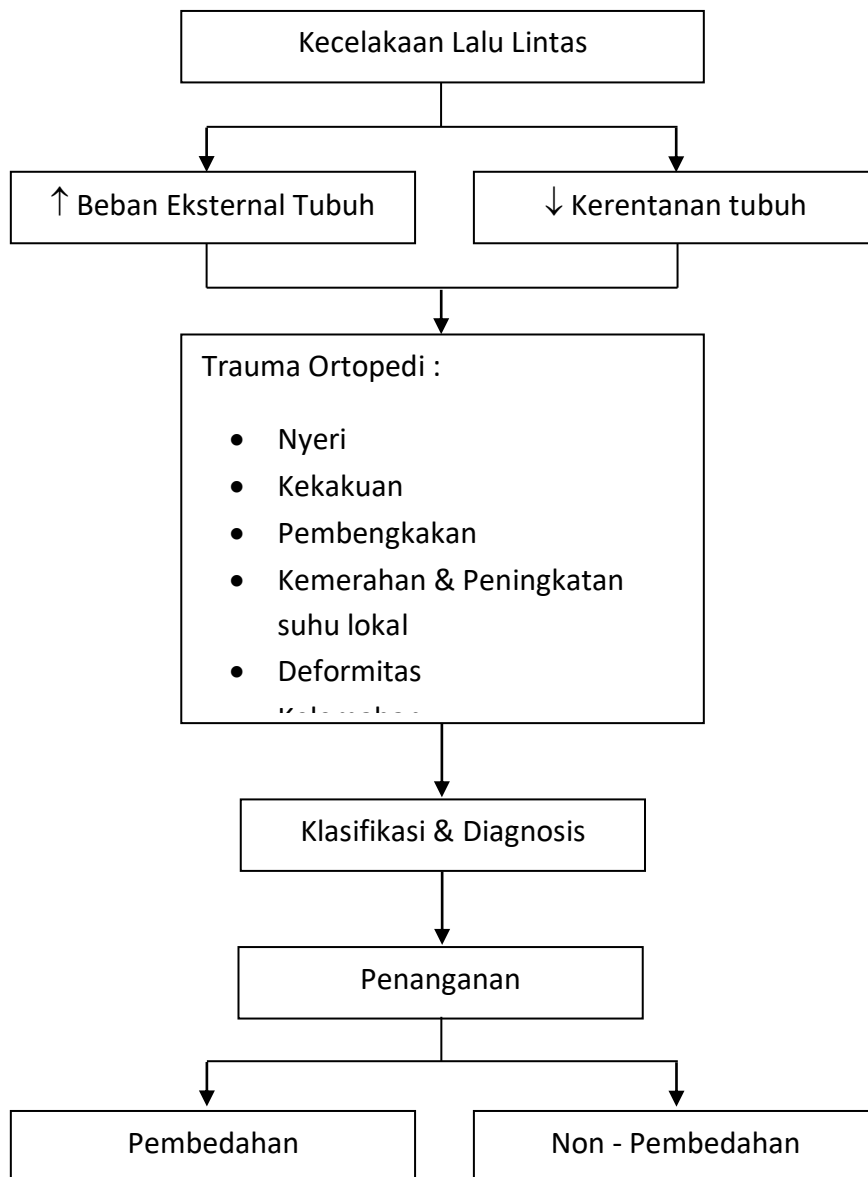 Kecelakaan Lalu Lintas
↑ Beban Eksternal Tubuh
↓ Kerentanan tubuh
Trauma Ortopedi :
• Nyeri
• Kekakuan
• Pembengkakan
• Kemerahan & Peningkatan
suhu lokal
• Deformitas
Klasifikasi & Diagnosis
Penanganan
Pembedahan
Non - Pembedahan